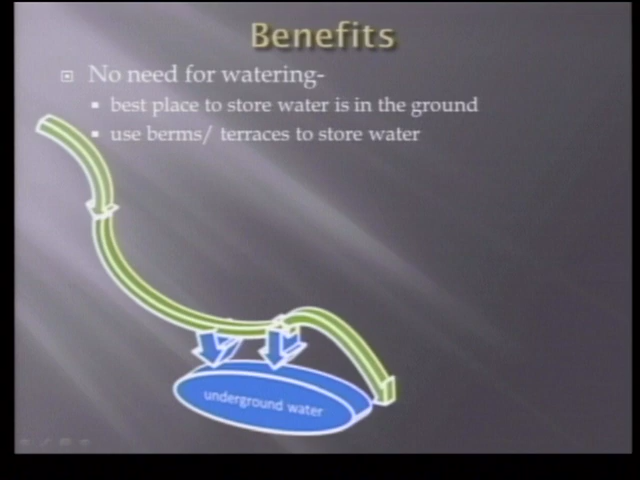 Benefits
No need for watering-
best place to store water is in the ground
use berms/ terraces to store water
underground water